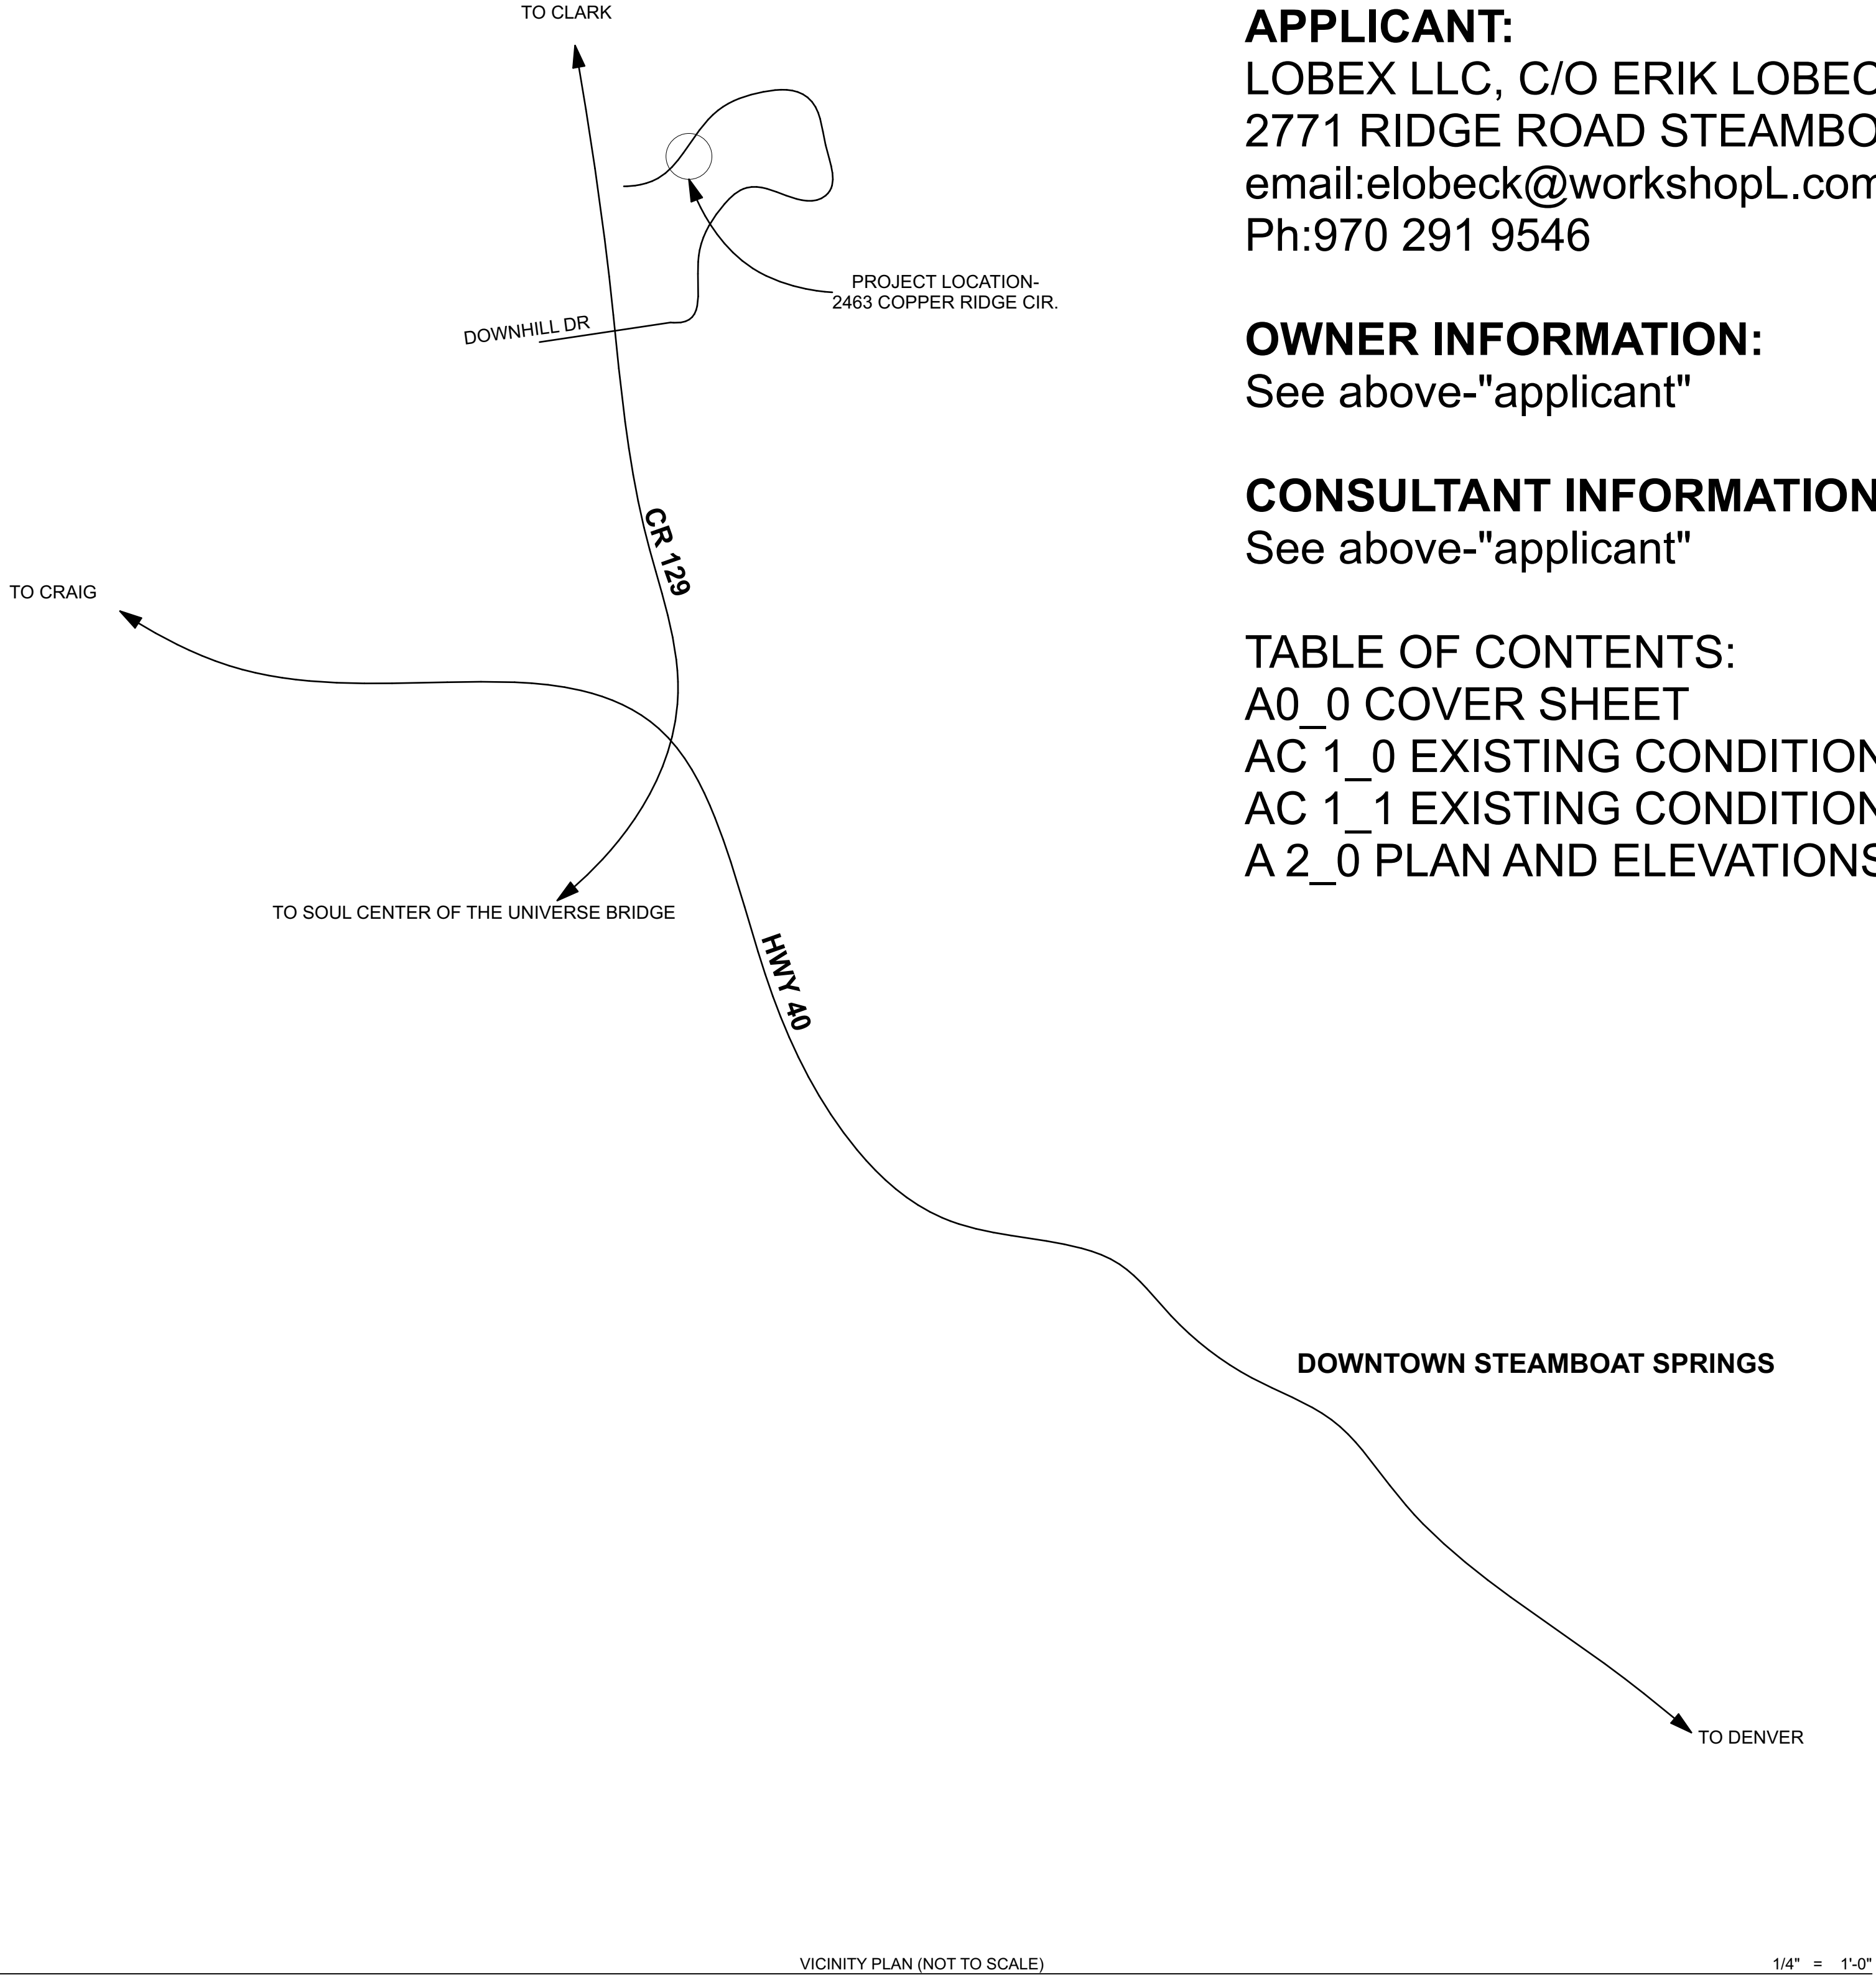 TO CLARK
PROJECT LOCATION-
2463 COPPER RIDGE CIR.
DOWNHILL DR
CR 129
TO CRAIG
TO SOUL CENTER OF THE UNIVERSE BRIDGE
HWY 40
DOWNTOWN STEAMBOAT SPRINGS
TO DENVER
APPLICANT:
LOBEX LLC, C/O ERIK
2771 RIDGE ROAD
email:elobeck@workshopL.com
Ph:970 291 9546
OWNER INFORMATION:
See above-"applicant"
CONSULTANT INFORMATION
See above-"applicant"
TABLE OF CONTENTS:
A0_0 COVER SHEET
AC 1_0 EXISTING
AC 1_1 EXISTING
A 2_0 PLAN AND ELEVATIONS
VICINITY PLAN (NOT TO SCALE)
1/4" = 1'-0"